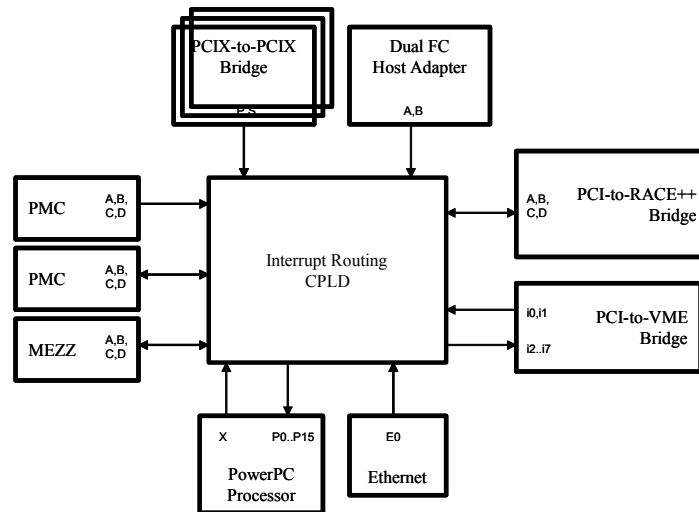 PCIX-to-PCIX
Bridge
P,S
Dual FC
Host Adapter
A,B
PMC
A,B,
C,D
PMC
A,B,
C,D
MEZZ
A,B,
C,D
Interrupt Routing
CPLD
A,B,
C,D
PCI-to-RACE++
Bridge
i0,i1
i2..i7
PCI-to-VME
Bridge
X
P0..P15
PowerPC
Processor
E0
Ethernet